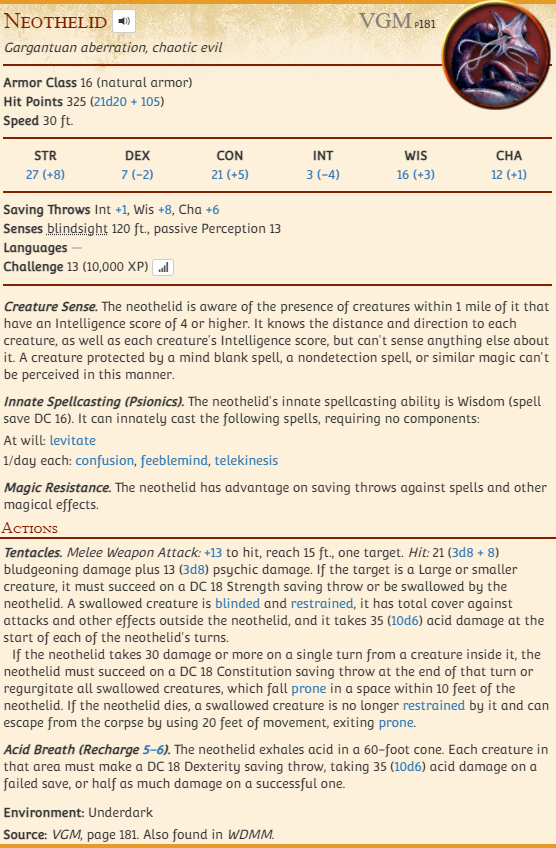 NEOTHELID VGM P181
Gargantuan aberration, chaotic evil
Armor Class 16 (natural armor)
Hit Points 325 (21d20 + 105)
Speed 30 ft.
STR DEX CON INT WIS CHA
27 (+8) 7 (−2) 21 (+5) 3 (−4) 16 (+3) 12 (+1)
Saving Throws Int +1, Wis +8, Cha +6
Senses blindsight 120 ft., passive Perception 13
Languages —
Challenge 13 (10,000 XP)
Creature Sense. The neothelid is aware of the presence of creatures within 1 mile of it that
have an Intelligence score of 4 or higher. It knows the distance and direction to each
creature, as well as each creature's Intelligence score, but can't sense anything else about
it. A creature protected by a mind blank spell, a nondetection spell, or similar magic can't
be perceived in this manner.
Innate Spellcasting (Psionics). The neothelid's innate spellcasting ability is Wisdom (spell
save DC 16). It can innately cast the following spells, requiring no components:
At will: levitate
1/day each: confusion, feeblemind, telekinesis
Magic Resistance. The neothelid has advantage on saving throws against spells and other
magical effects.
ACTIONS
Tentacles. Melee Weapon Attack: +13 to hit, reach 15 ft., one target. Hit: 21 (3d8 + 8)
bludgeoning damage plus 13 (3d8) psychic damage. If the target is a Large or smaller
creature, it must succeed on a DC 18 Strength saving throw or be swallowed by the
neothelid. A swallowed creature is blinded and restrained, it has total cover against
attacks and other effects outside the neothelid, and it takes 35 (10d6) acid damage at the
start of each of the neothelid's turns.
If the neothelid takes 30 damage or more on a single turn from a creature inside it, the
neothelid must succeed on a DC 18 Constitution saving throw at the end of that turn or
regurgitate all swallowed creatures, which fall prone in a space within 10 feet of the
neothelid. If the neothelid dies, a swallowed creature is no longer restrained by it and can
escape from the corpse by using 20 feet of movement, exiting prone.
Acid Breath (Recharge 5–6). The neothelid exhales acid in a 60-foot cone. Each creature in
that area must make a DC 18 Dexterity saving throw, taking 35 (10d6) acid damage on a
failed save, or half as much damage on a successful one.
Environment: Underdark
Source: VGM, page 181. Also found in WDMM.